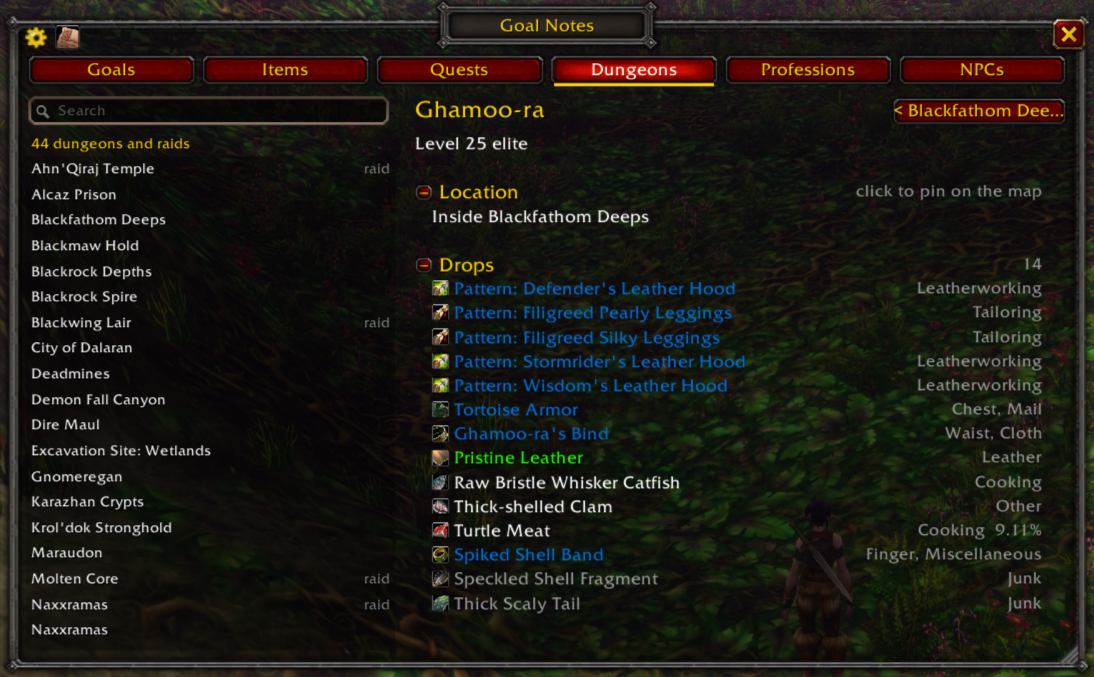 Goal Notes
Goals
Items
Quests
Dungeons
Professions
NPCs
Search
44 dungeons and raids
Ahn'Qiraj Temple raid
Alcaz Prison
Blackfathom Deeps
Blackmaw Hold
Blackrock Depths
Blackrock Spire
Blackwing Lair raid
City of Dalaran
Deadmines
Demon Fall Canyon
Dire Maul
Excavation Site: Wetlands
Gnomeregan
Karazhan Crypts
Krol'dok Stronghold
Maraudon
Molten Core raid
Naxxramas raid
Naxxramas
Ghamoo-ra
< Blackfathom Dee...
Level 25 elite
Location click to pin on the map
Inside Blackfathom Deeps
Drops 14
Pattern: Defender's Leather Hood Leatherworking
Pattern: Filigreed Pearly Leggings Tailoring
Pattern: Filigreed Silky Leggings Tailoring
Pattern: Stormrider's Leather Hood Leatherworking
Pattern: Wisdom's Leather Hood Leatherworking
Tortoise Armor Chest, Mail
Ghamoo-ra's Bind Waist, Cloth
Pristine Leather Leather
Raw Bristle Whisker Catfish Cooking
Thick-shelled Clam Other
Turtle Meat Cooking 9.11%
Spiked Shell Band Finger, Miscellaneous
Speckled Shell Fragment Junk
Thick Scaly Tail Junk